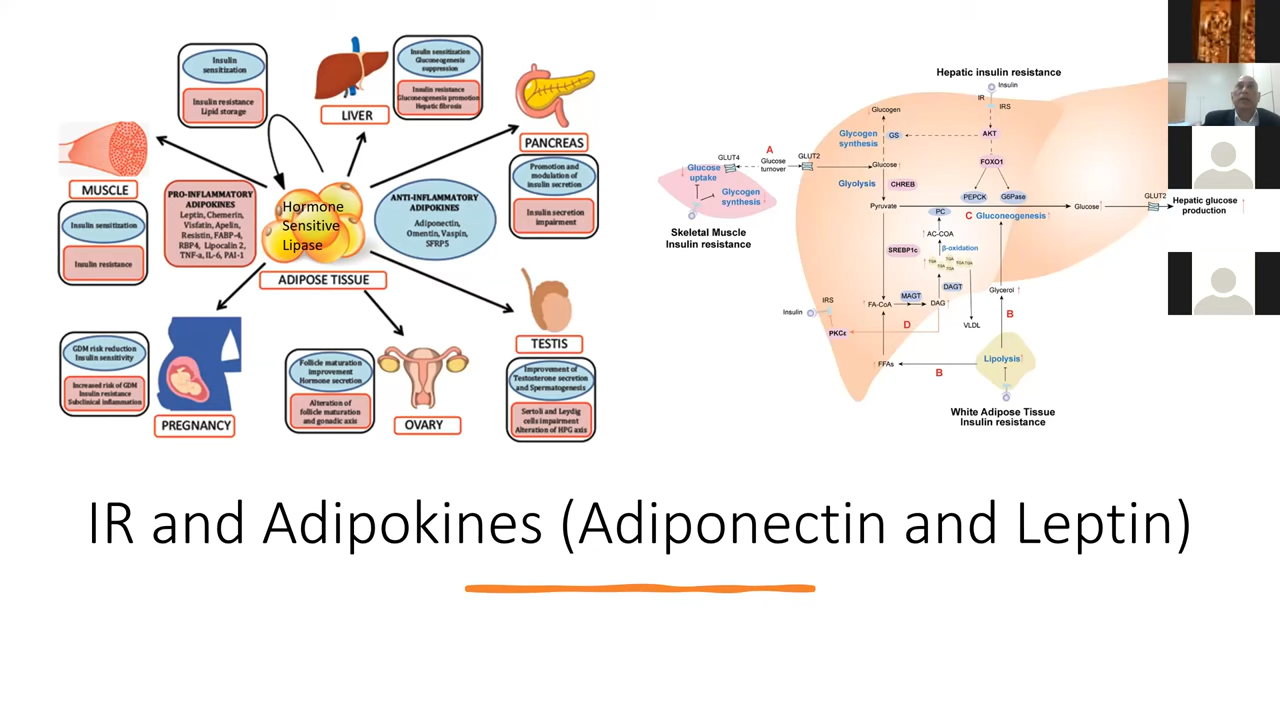 Insulin
sensitization
Insulin resistance
Lipid storage
LIVER
Insulin sensitization
Gluconeogenesis
suppression
Insulin resistance
Gluconeogenesis promotion
Hepatic fibrosis
PANCREAS
Promotion and
modulation of
insulin secretion
Insulin secretion
impairment
MUSCLE
Insulin sensitization
Insulin resistance
PRO-INFLAMMATORY
ADIPOKINES
Leptin, Chemerin,
Visfatin, Apelin,
Resistin, FABP-4,
RBP4, Lipocalin 2,
TNF-a, IL-6, PAI-1
Hormone
Sensitive
Lipase
ADIPOSE TISSUE
ANTI-INFLAMMATORY
ADIPOKINES
Adiponectin,
Omentin, Vaspin,
SFRP5
GDM risk reduction
Insulin sensitivity
Increased risk of GDM
Insulin resistance
Subclinical inflammation
PREGNANCY
Follicle maturation
improvement
Hormone secretion
Alteration of
follicle maturation
and gonadic axis
OVARY
TESTIS
Improvement of
Testosterone secretion
and Spermatogenesis
Sertoli and Leydig
cells impairment
Alteration of HPG axis
Hepatic insulin resistance
Insulin
IR
IRS
AKT
FOXO1
PEPCK
G6Pase
Glucogen
Glycogen
synthesis
GS
Glucose
A
GLUT4
Glucose
turnover
GLUT2
Glucose
uptake
Glycogen
synthesis
Skeletal Muscle
Insulin resistance
Glyolysis
CHREB
Pyruvate
PC
C Gluconeogenesis
Glucose
GLUT2
Hepatic glucose
production
AC-COA
SREBP1c
β-oxidation
TGA
TGA
TGA
TGA
TGA TGA
DAGT
MAGT
FA-CoA
DAG
Glycerol
VLDL
IRS
Insulin
PKCε
D
B
FFAs
B
Lipolysis
White Adipose Tissue
Insulin resistance
IR and Adipokines (Adiponectin and Leptin)